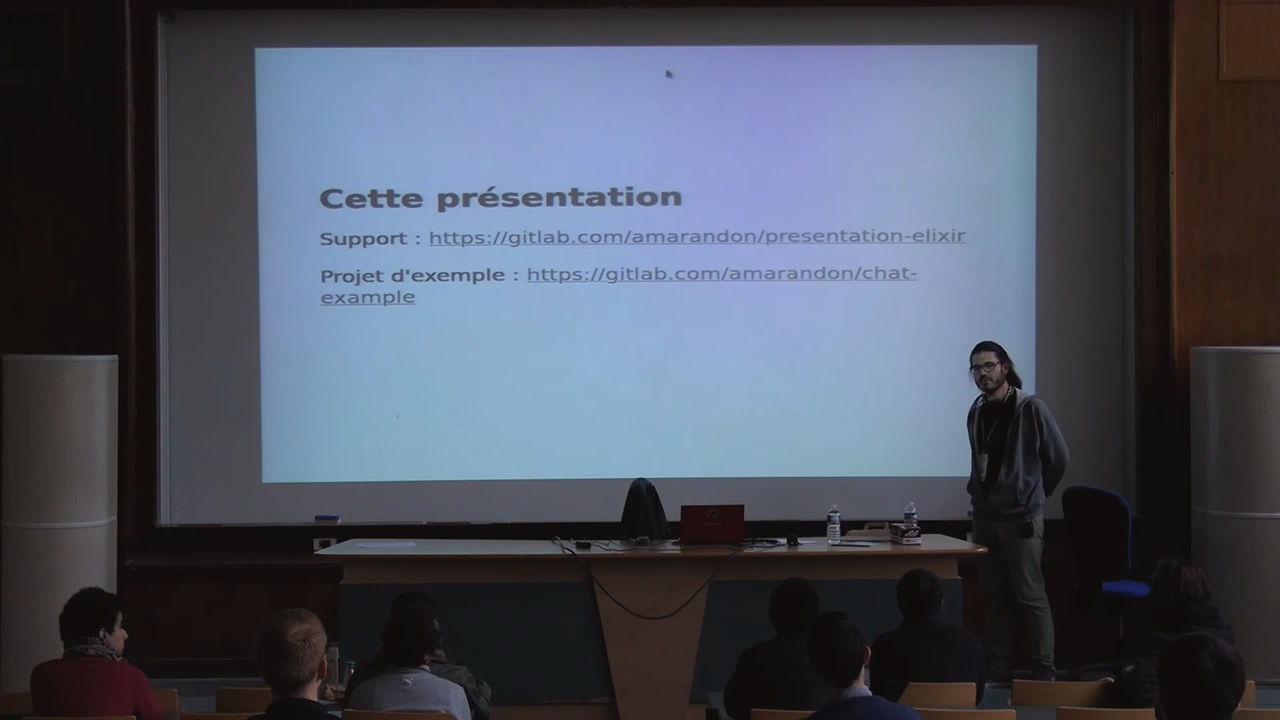 Cette présentation
Support : https://gitlab.com/amarandon/presentation-elixir
Projet d'exemple : https://gitlab.com/amarandon/chat-
example